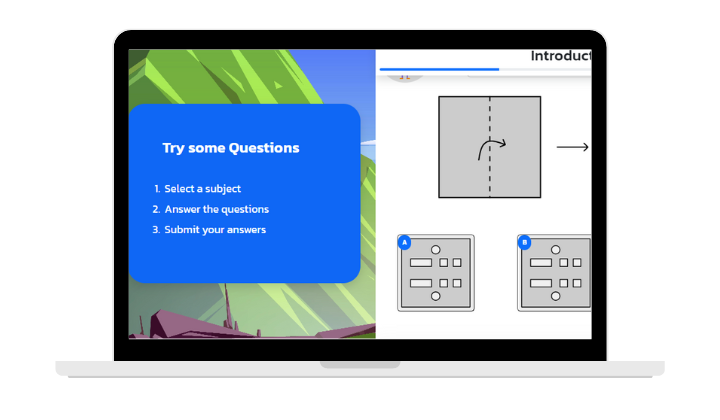 Try some Questions
1. Select a subject
2. Answer the questions
3. Submit your answers
Introduct
A
B